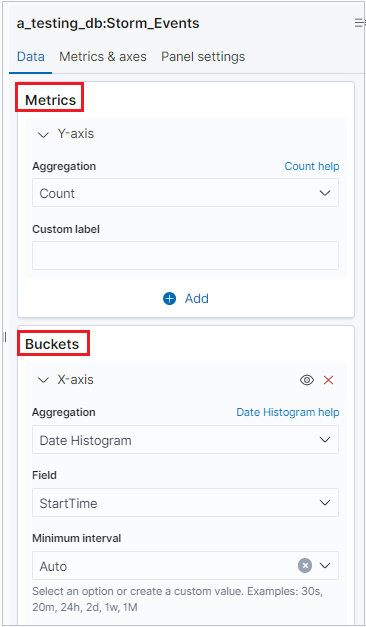 a_testing_db:Storm_Events
Data Metrics & axes Panel settings
Metrics
Y-axis
Aggregation Count help
Count
Custom label
Add
Buckets
X-axis
Aggregation Date Histogram help
Date Histogram
Field
StartTime
Minimum interval
Auto
Select an option or create a custom value. Examples: 30s,
20m, 24h, 2d, 1w, 1M